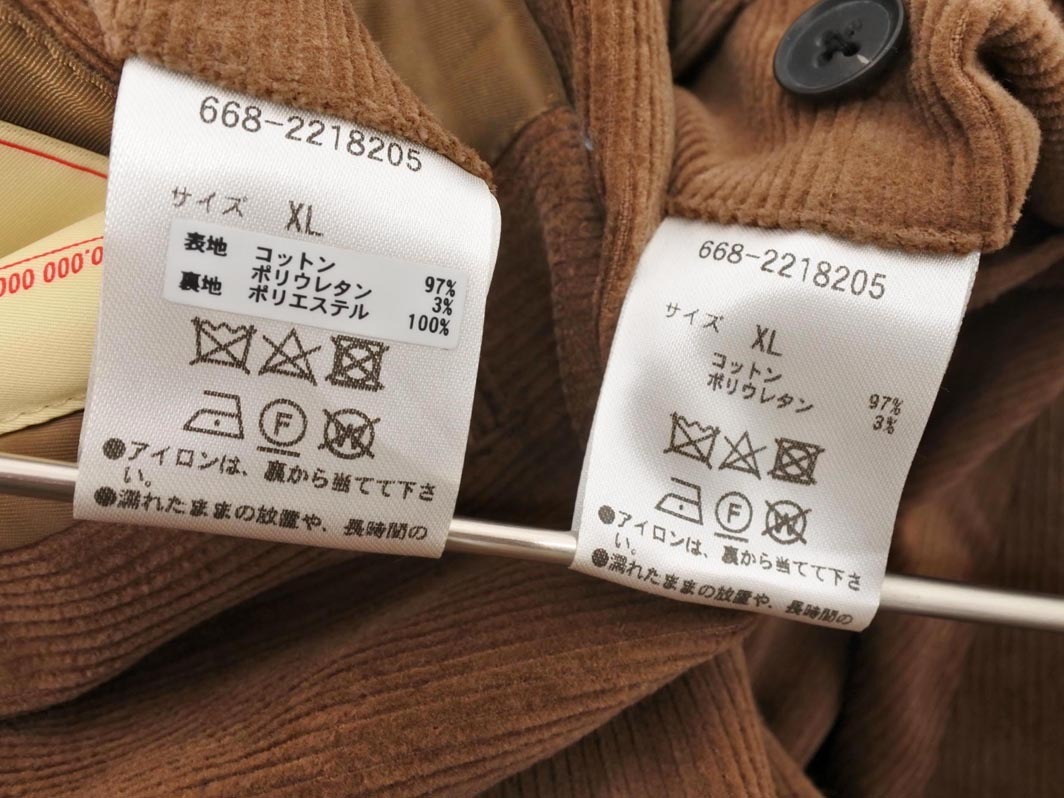 668-2218205
サイズ XL
表地 コットン 97%
ポリウレタン 3%
裏地 ポリエステル 100%
F
W
●アイロンは、裏から当てて下さ
い。
●濡れたままの放置や、長時間の
668-2218205
サイズ XL
コットン 97%
ポリウレタン 3%
F
W
●アイロンは、裏から当てて下さ
い。
●濡れたままの放置や、長時間の
0.000 000